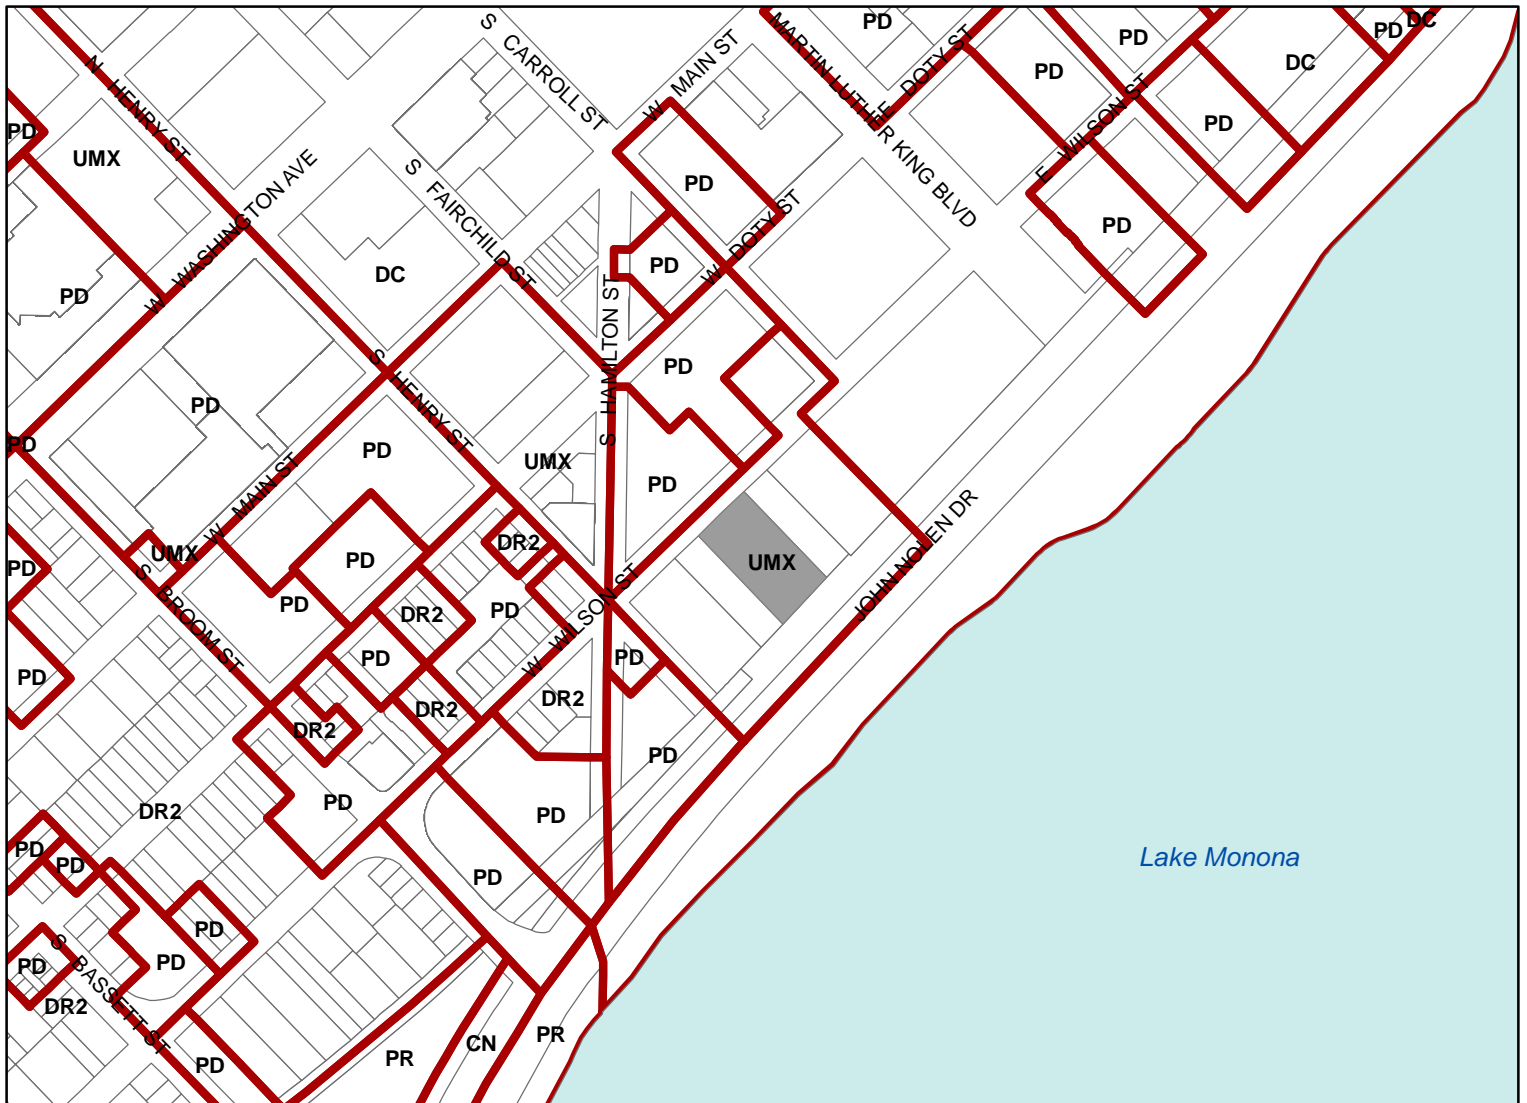 S CARROLL ST
PD
DC
PD
PD
N HENRY ST
W MAIN ST
MARTIN LUTHER KING BLVD
E DOTY ST
PD
DC
E WILSON ST
PD
PD
UMX
W WASHINGTON AVE
S FAIRCHILD ST
PD
W DOTY ST
PD
DC
PD
PD
S HAMILTON ST
S HENRY ST
PD
PD
PD
PD
UMX
PD
W MAIN ST
UMX
DR2
PD
UMX
JOHN NOLEN DR
PD
S BROOM ST
PD
DR2
PD
W WILSON ST
PD
PD
PD
DR2
DR2
DR2
PD
PD
DR2
PD
Lake Monona
PD
PD
PD
PD
PD
PD
S BASSETT ST
DR2
PD
PR
CN
PR